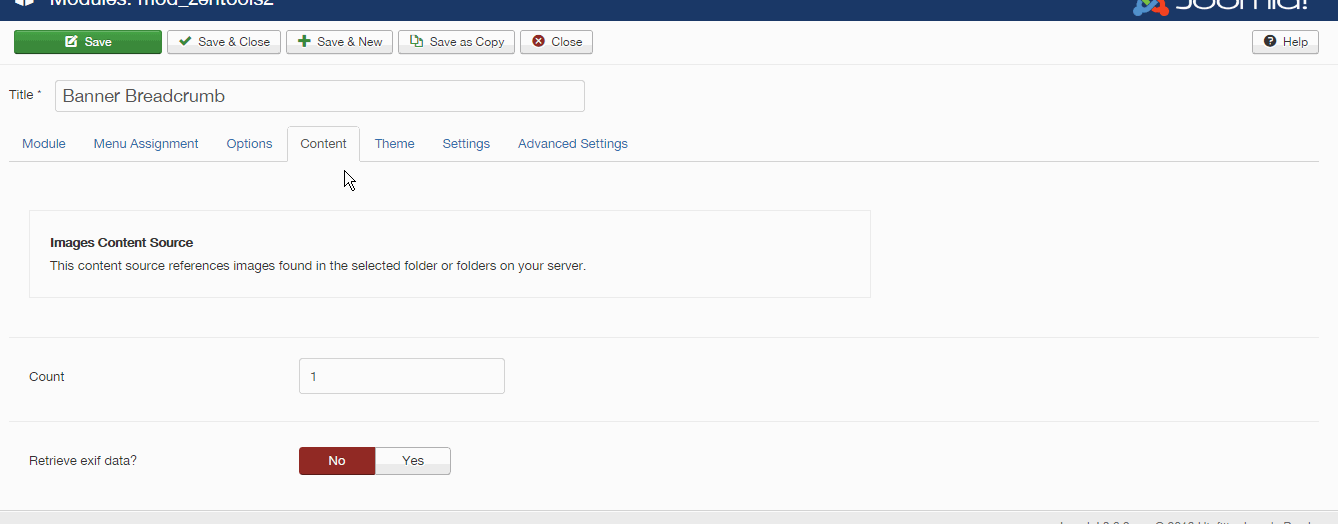 Modules: mod_zentools2
Joomla!
Save
Save & Close
Save & New
Save as Copy
Close
Help
Title *
Banner Breadcrumb
Module
Menu Assignment
Options
Content
Theme
Settings
Advanced Settings
Images Content Source
This content source references images found in the selected folder or folders on your server.
Count
1
Retrieve exif data?
No
Yes